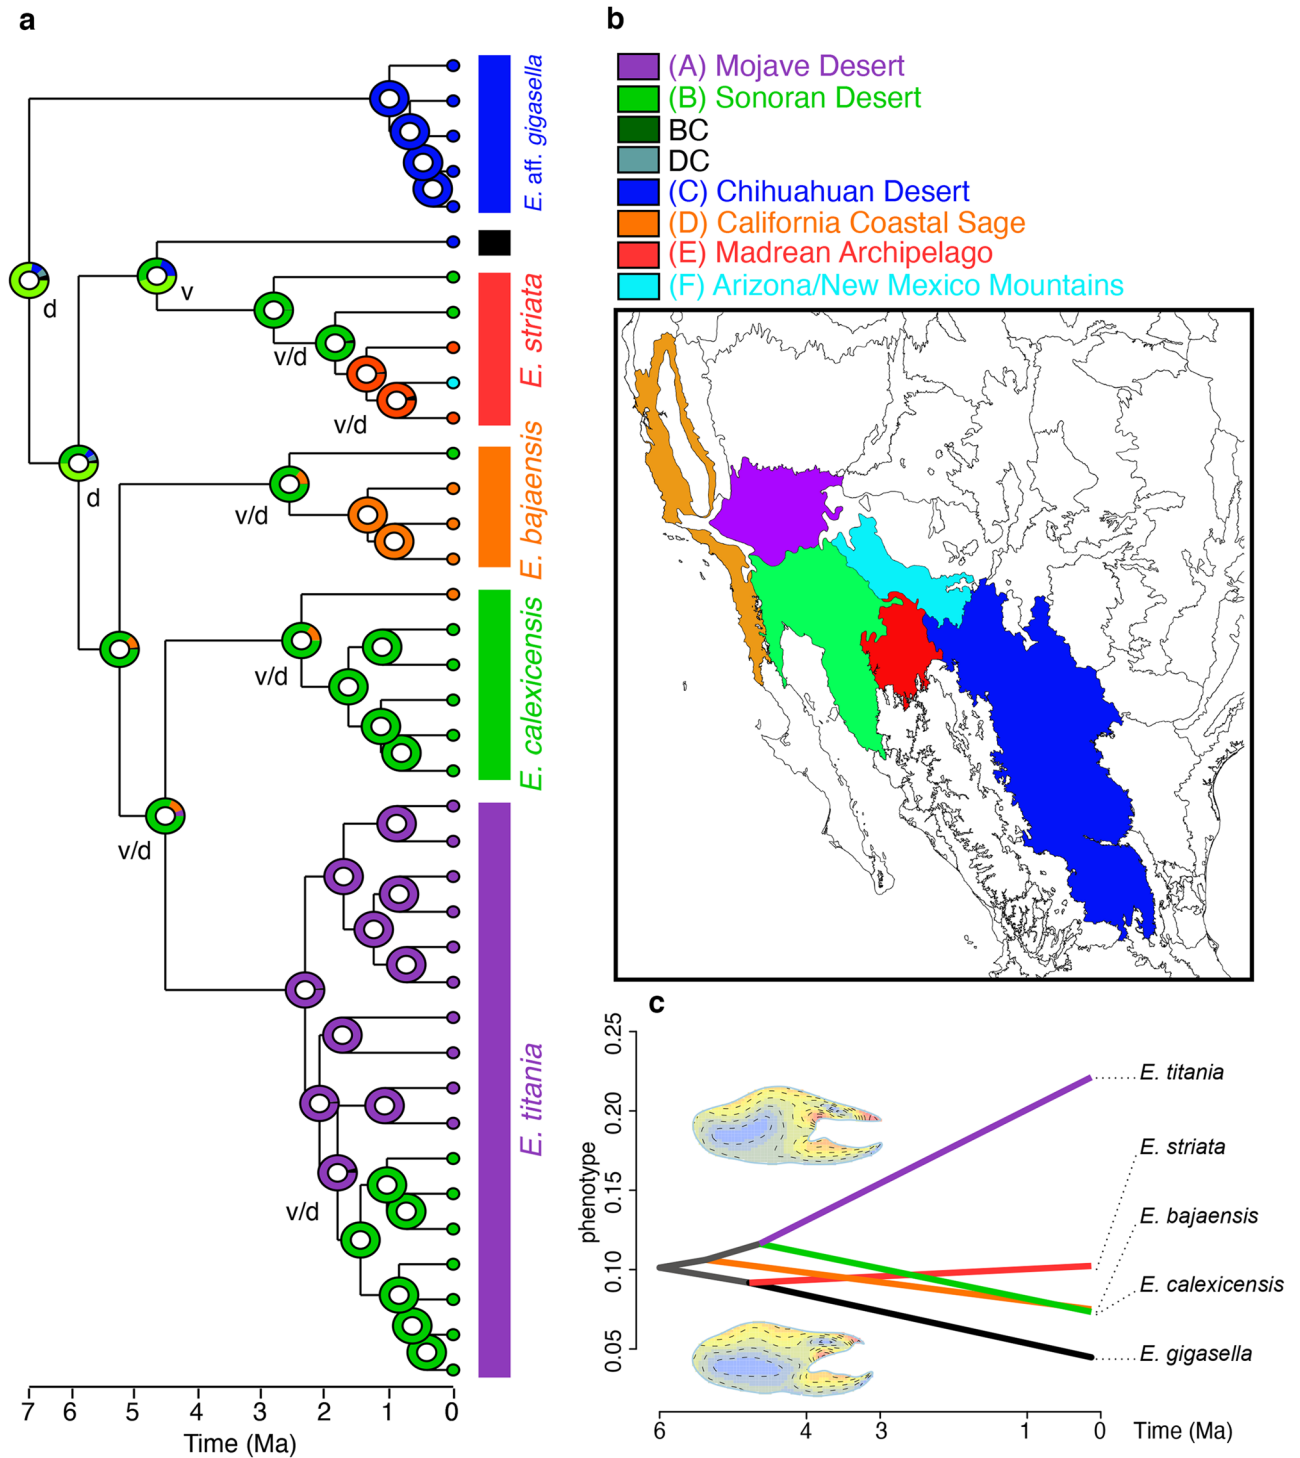 a
E. aff. gigasella
E. striata
E. bajaensis
E. calexicensis
E. titania
d
v
v/d
v/d
d
v/d
v/d
v/d
v/d
7 6 5 4 3 2 1 0
Time (Ma)
b
(A) Mojave Desert
(B) Sonoran Desert
BC
DC
(C) Chihuahuan Desert
(D) California Coastal Sage
(E) Madrean Archipelago
(F) Arizona/New Mexico Mountains
c
phenotype
0.25
0.20
0.15
0.10
0.05
E. titania
E. striata
E. bajaensis
E. calexicensis
E. gigasella
6 4 3 1 0 Time (Ma)